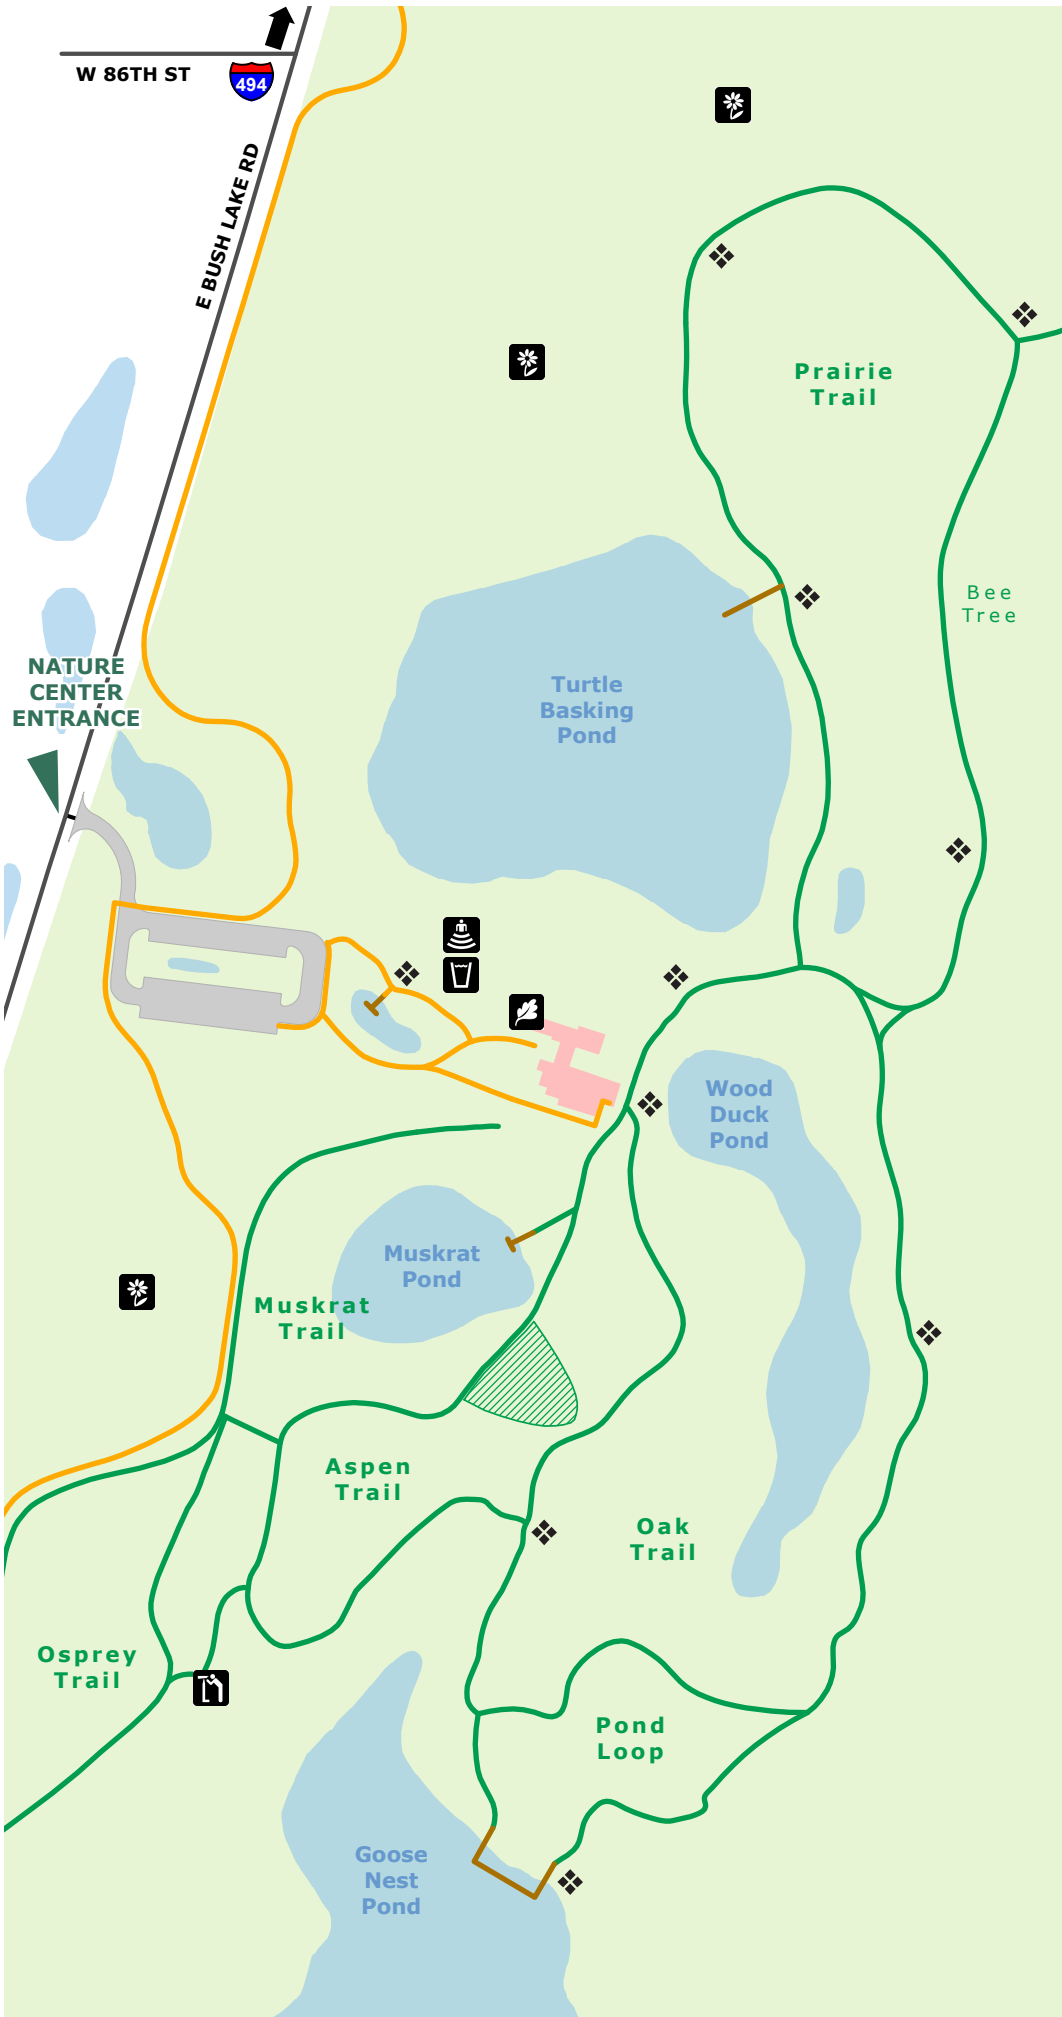 W 86TH ST
494
E BUSH LAKE RD
Prairie
Trail
Bee
Tree
NATURE
CENTER
ENTRANCE
Turtle
Basking
Pond
Wood
Duck
Pond
Muskrat
Pond
Muskrat
Trail
Aspen
Trail
Oak
Trail
Osprey
Trail
Pond
Loop
Goose
Nest
Pond